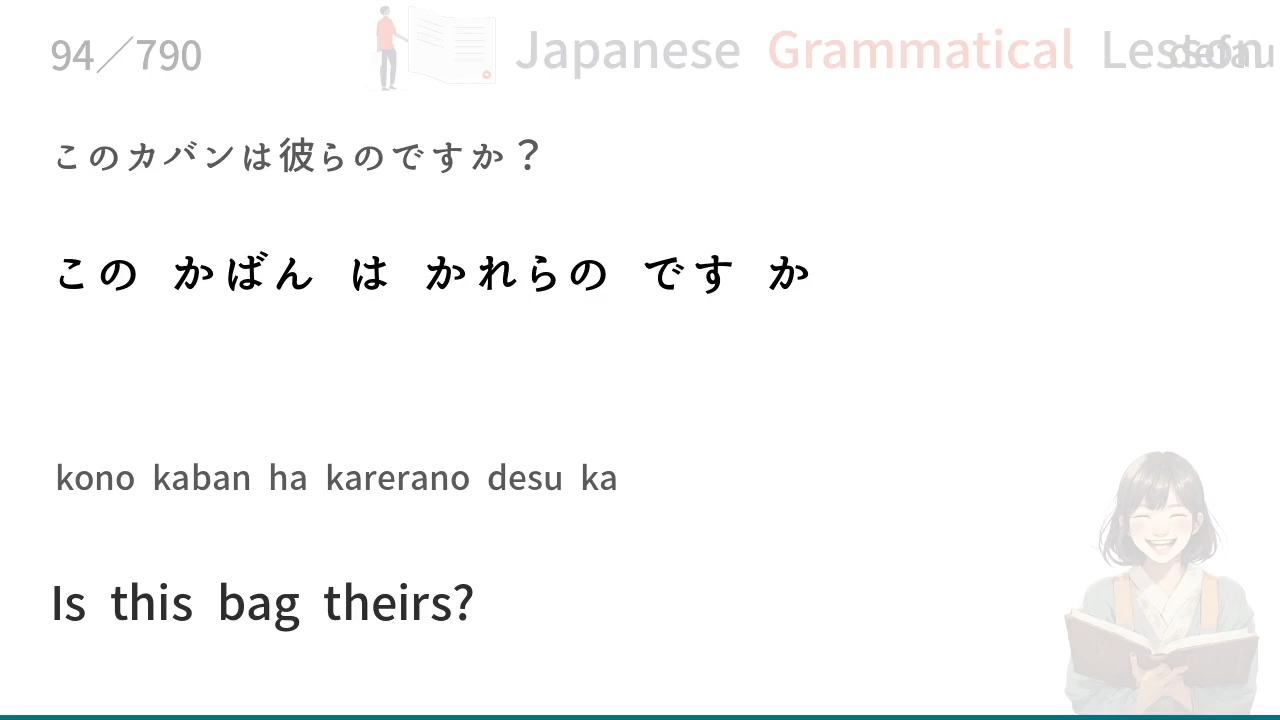 94／790
Japanese Grammatical Lesson
このカバンは彼らのですか？
この かばん は かれらの です か
kono kaban ha karerano desu ka
Is this bag theirs?